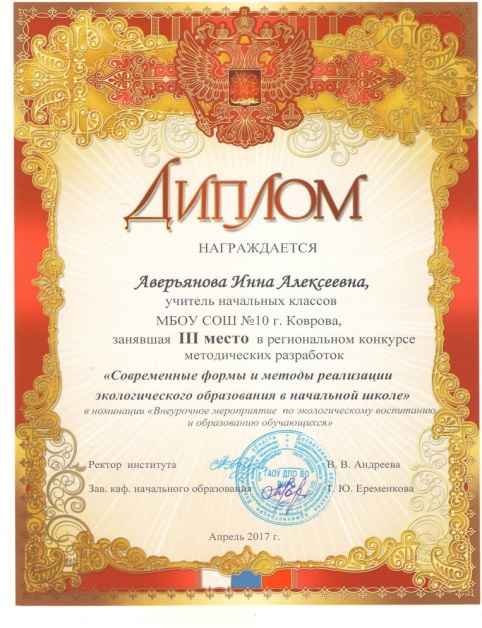 ДИПЛОМ
НАГРАЖДАЕТСЯ
Аверьянова Инна Алексеевна,
учитель начальных классов
МБОУ СОШ №10 г. Коврова,
занявшая III место в региональном конкурсе
методических разработок
«Современные формы и методы реализации
экологического образования в начальной школе»
в номинации «Внеурочное мероприятие по экологическому воспитанию
и образованию обучающихся»
Ректор института В. В. Андреева
ГАОУ ДПО ВО
Зав. каф. начального образования Г. Ю. Еременкова
Апрель 2017 г.